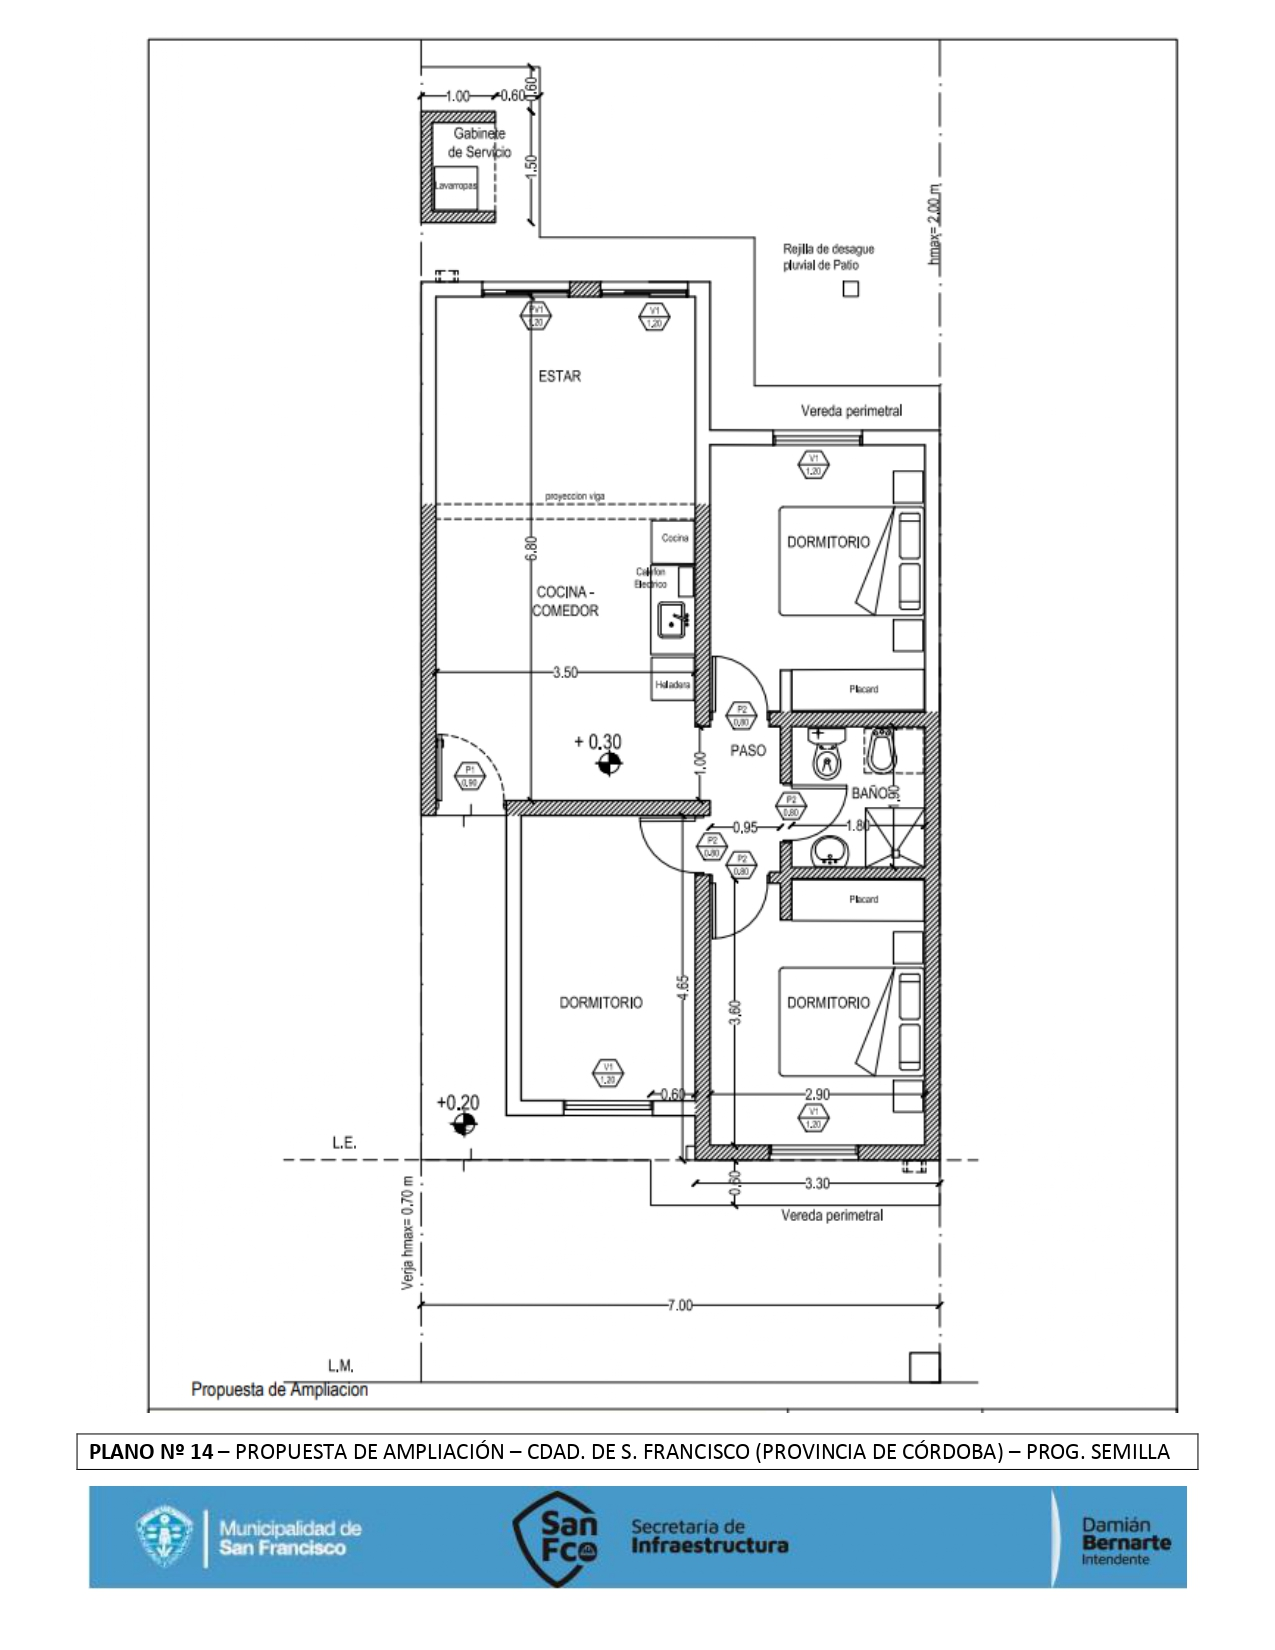 0.60
1.00
0.60
Gabinete
de Servicio
1.50
Lavarropas
hmax= 2.00 m
Rejilla de desague
pluvial de Patio
PV1
1.20
V1
1.20
ESTAR
Vereda perimetral
V1
1.20
proyeccion viga
Cocina
DORMITORIO
6.80
Calefon
Electrico
COCINA -
COMEDOR
3.50
Heladera
Placard
P2
0.80
+ 0.30
PASO
1.00
P1
0.90
BAÑO
P2
0.80
0.95
1.80
P2
0.80
P2
0.80
Placard
4.65
DORMITORIO
3.60
DORMITORIO
V1
1.20
0.60
2.90
+0.20
V1
1.20
L.E.
0.60
3.30
Vereda perimetral
Verja hmax= 0.70 m
7.00
L.M.
Propuesta de Ampliacion
PLANO Nº 14 – PROPUESTA DE AMPLIACIÓN – CDAD. DE S. FRANCISCO (PROVINCIA DE CÓRDOBA) – PROG. SEMILLA
Municipalidad de
San Francisco
San
Fco
Secretaría de
Infraestructura
Damián
Bernarte
Intendente